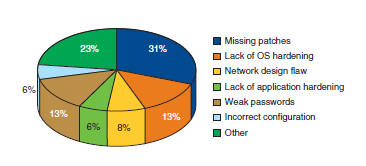 23%
31%
6%
13%
6%
8%
13%
Missing patches
Lack of OS hardening
Network design flaw
Lack of application hardening
Weak passwords
Incorrect configuration
Other